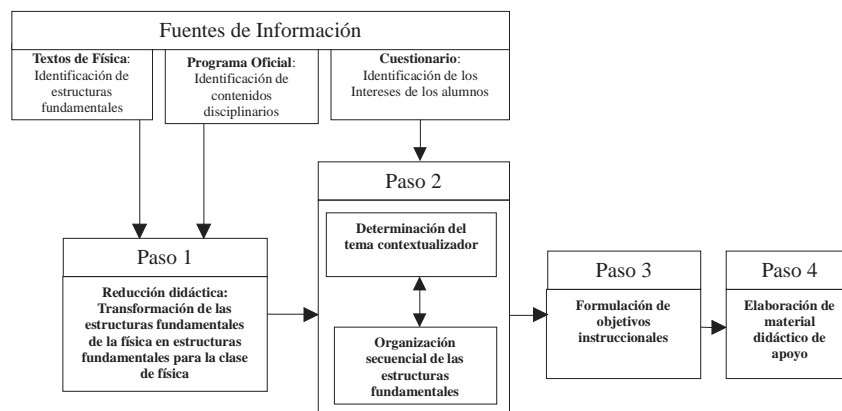 Fuentes de Información
Textos de Física:
Identificación de
estructuras
fundamentales
Programa Oficial:
Identificación de
contenidos
disciplinarios
Cuestionario:
Identificación de los
Intereses de los alumnos
Paso 1
Reducción didáctica:
Transformación de las
estructuras fundamentales
de la física en estructuras
fundamentales para la clase
de física
Paso 2
Determinación del
tema contextualizador
Organización
secuencial de las
estructuras
fundamentales
Paso 3
Formulación de
objetivos
instruccionales
Paso 4
Elaboración de
material
didáctico de
apoyo